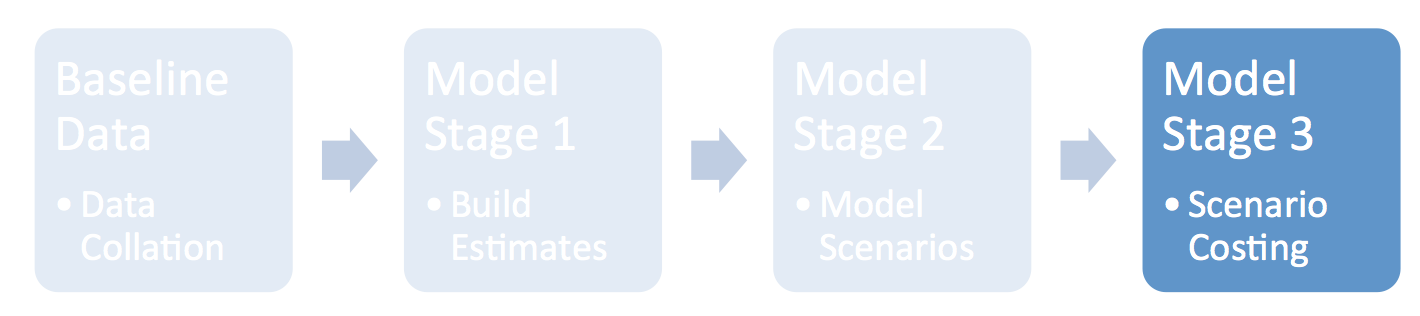 Baseline
Data
• Data
Collation
Model
Stage 1
• Build
Estimates
Model
Stage 2
• Model
Scenarios
Model
Stage 3
• Scenario
Costing